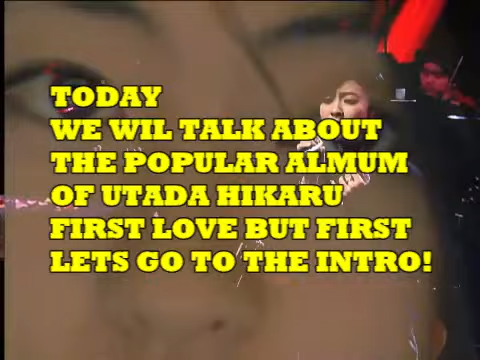 TODAY
WE WIL TALK ABOUT
THE POPULAR ALMUM
OF UTADA HIKARU
FIRST LOVE BUT FIRST
LETS GO TO THE INTRO!